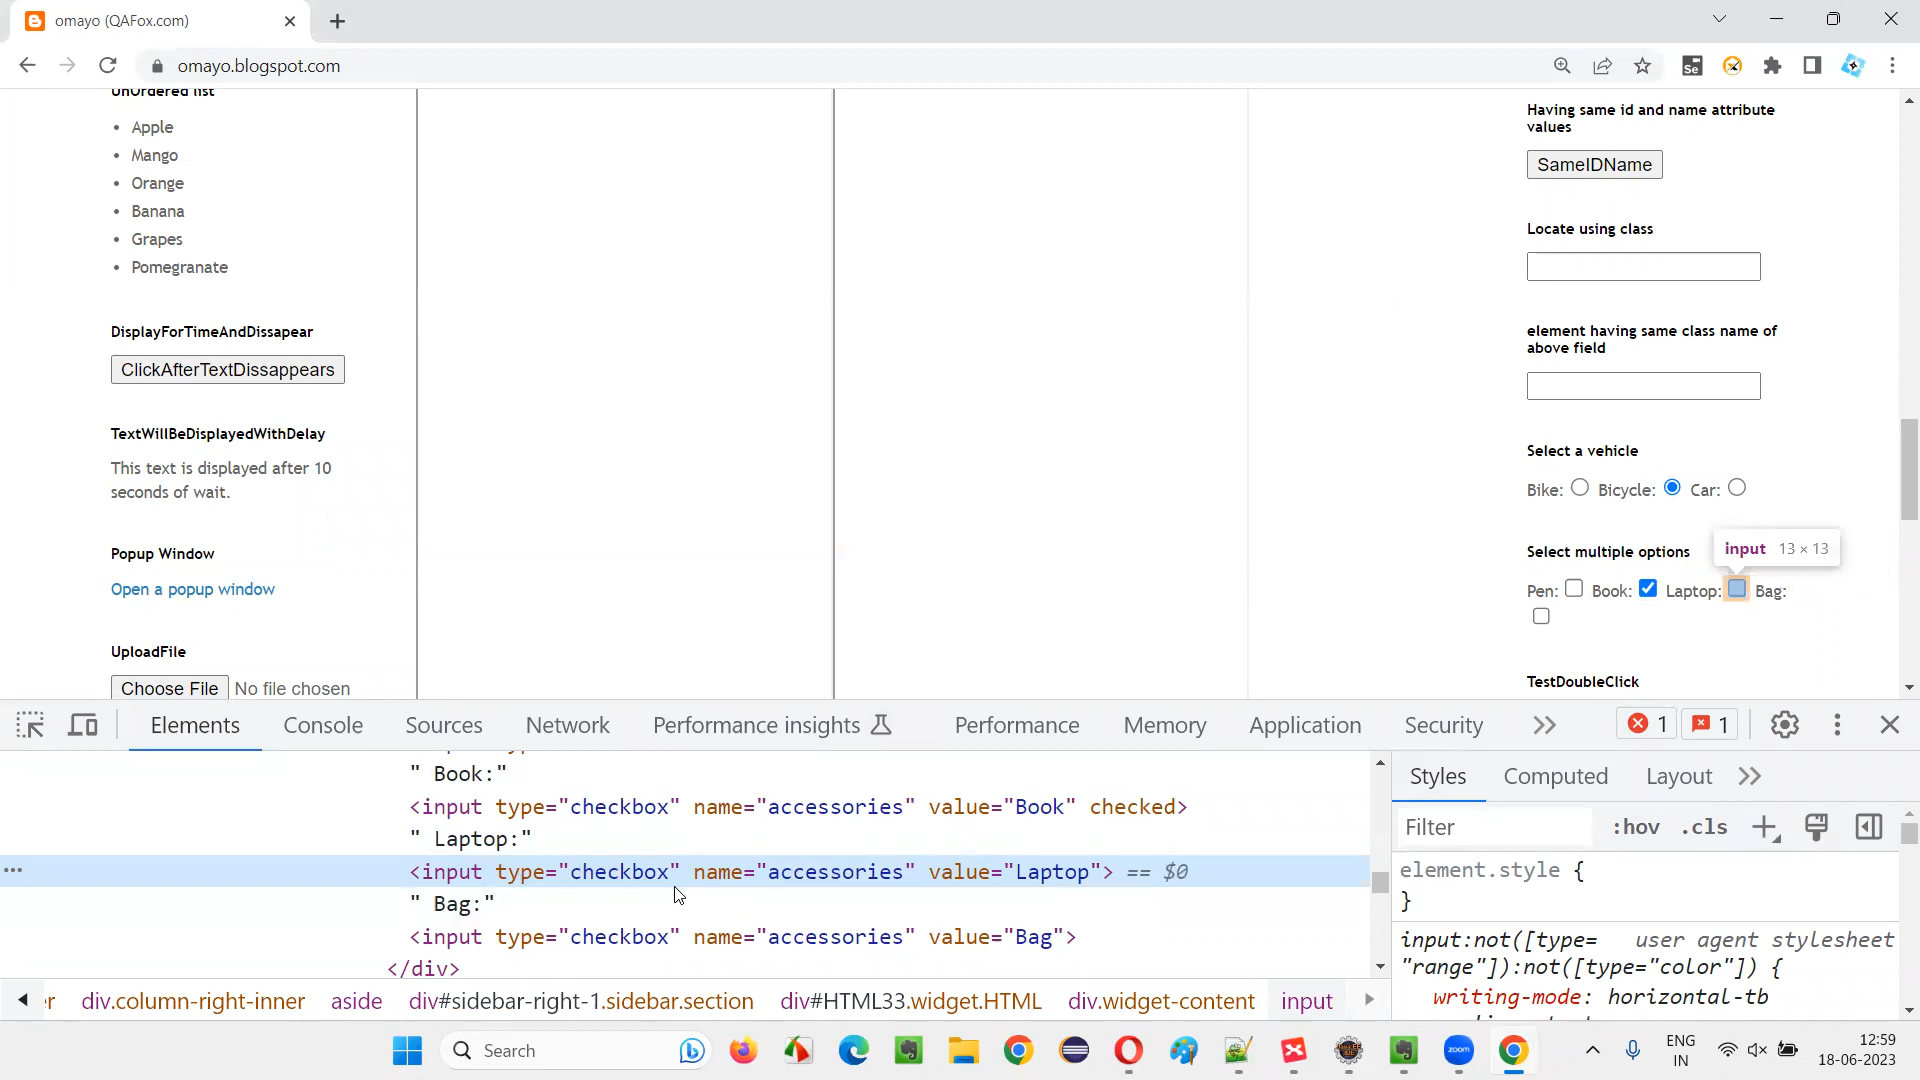 omayo (QAFox.com)
omayo.blogspot.com
UnOrdered list
Apple
Mango
Orange
Banana
Grapes
Pomegranate
DisplayForTimeAndDissapear
ClickAfterTextDissappears
TextWillBeDisplayedWithDelay
This text is displayed after 10
seconds of wait.
Popup Window
Open a popup window
UploadFile
Choose File No file chosen
Having same id and name attribute
values
SameIDName
Locate using class
element having same class name of
above field
Select a vehicle
Bike: Bicycle: Car:
Select multiple options
input 13 × 13
Pen: Book: Laptop: Bag:
TestDoubleClick
Elements Console Sources Network Performance insights Performance Memory Application Security 1 1
" Book:"
<input type="checkbox" name="accessories" value="Book" checked>
" Laptop:"
<input type="checkbox" name="accessories" value="Laptop"> == $0
" Bag:"
<input type="checkbox" name="accessories" value="Bag">
</div>
Styles Computed Layout
Filter :hov .cls
element.style {
}
input:not([type= user agent stylesheet
"range"]):not([type="color"]) {
writing-mode: horizontal-tb
er div.column-right-inner aside div#sidebar-right-1.sidebar.section div#HTML33.widget.HTML div.widget-content input
Search
Se
zoom
ENG
IN
12:59
18-06-2023